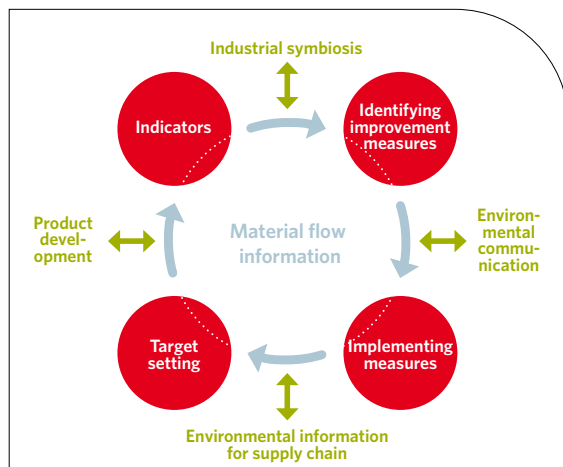 Industrial symbiosis
Indicators
Identifying
improvement
measures
Product
devel-
opment
Material flow
information
Environ-
mental
commu-
nication
Target
setting
Implementing
measures
Environmental information
for supply chain